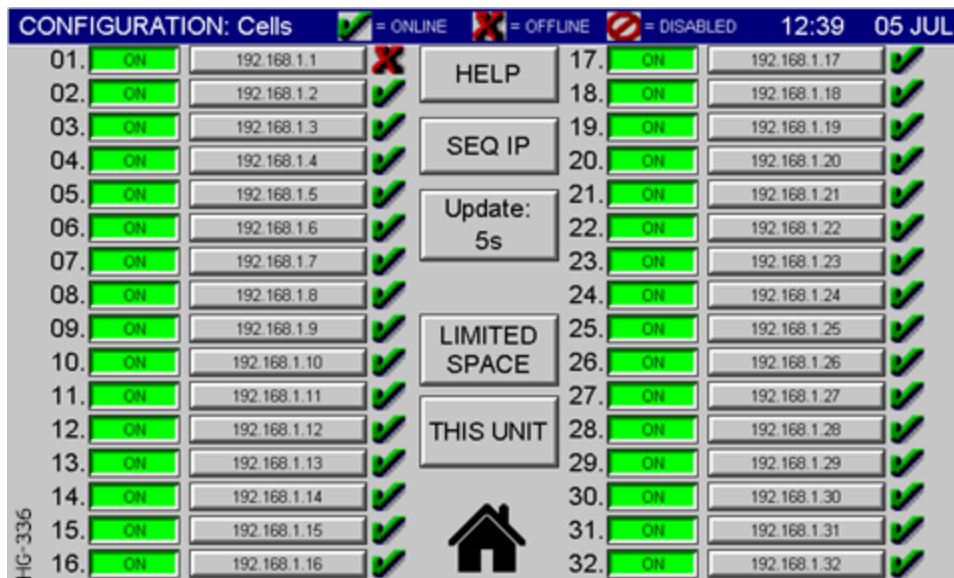 CONFIGURATION: Cells = ONLINE = OFFLINE = DISABLED 12:39 05 JUL
01. ON 192.168.1.1
02. ON 192.168.1.2
03. ON 192.168.1.3
04. ON 192.168.1.4
05. ON 192.168.1.5
06. ON 192.168.1.6
07. ON 192.168.1.7
08. ON 192.168.1.8
09. ON 192.168.1.9
10. ON 192.168.1.10
11. ON 192.168.1.11
12. ON 192.168.1.12
13. ON 192.168.1.13
14. ON 192.168.1.14
15. ON 192.168.1.15
16. ON 192.168.1.16
HG-336
HELP
SEQ IP
Update:
5s
LIMITED
SPACE
THIS UNIT
17. ON 192.168.1.17
18. ON 192.168.1.18
19. ON 192.168.1.19
20. ON 192.168.1.20
21. ON 192.168.1.21
22. ON 192.168.1.22
23. ON 192.168.1.23
24. ON 192.168.1.24
25. ON 192.168.1.25
26. ON 192.168.1.26
27. ON 192.168.1.27
28. ON 192.168.1.28
29. ON 192.168.1.29
30. ON 192.168.1.30
31. ON 192.168.1.31
32. ON 192.168.1.32